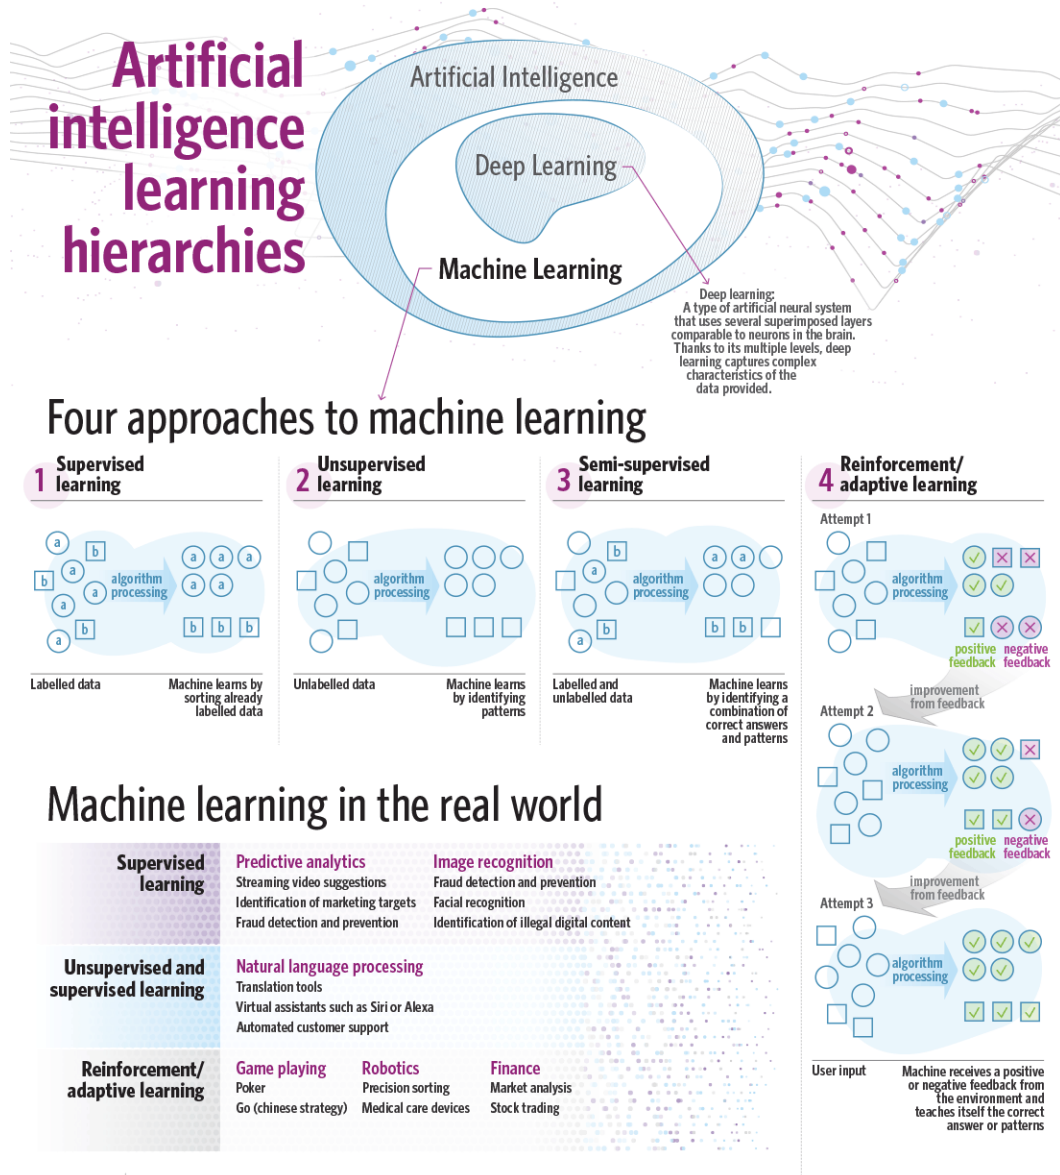 Artificial
intelligence
learning
hierarchies
Artificial Intelligence
Deep Learning
Machine Learning
Deep learning:
A type of artificial neural system
that uses several superimposed layers
comparable to neurons in the brain.
Thanks to its multiple levels, deep
learning captures complex
characteristics of the
data provided.
Four approaches to machine learning
1 Supervised
learning
a
b
b
a
a
a
b
a
algorithm
processing
a a a
a a
b b b
Labelled data
Machine learns by
sorting already
labelled data
2 Unsupervised
learning
algorithm
processing
Unlabelled data
Machine learns
by identifying
patterns
3 Semi-supervised
learning
b
a
b
a
algorithm
processing
a a
b b
Labelled and
unlabelled data
Machine learns
by identifying a
combination of
correct answers
and patterns
4 Reinforcement/
adaptive learning
Attempt 1
algorithm
processing
positive
feedback
negative
feedback
improvement
from feedback
Attempt 2
algorithm
processing
positive
feedback
negative
feedback
improvement
from feedback
Attempt 3
algorithm
processing
User input
Machine receives a positive
or negative feedback from
the environment and
teaches itself the correct
answer or patterns
Machine learning in the real world
Supervised
learning
Predictive analytics
Streaming video suggestions
Identification of marketing targets
Fraud detection and prevention
Image recognition
Fraud detection and prevention
Facial recognition
Identification of illegal digital content
Unsupervised and
supervised learning
Natural language processing
Translation tools
Virtual assistants such as Siri or Alexa
Automated customer support
Reinforcement/
adaptive learning
Game playing
Poker
Go (chinese strategy)
Robotics
Precision sorting
Medical care devices
Finance
Market analysis
Stock trading